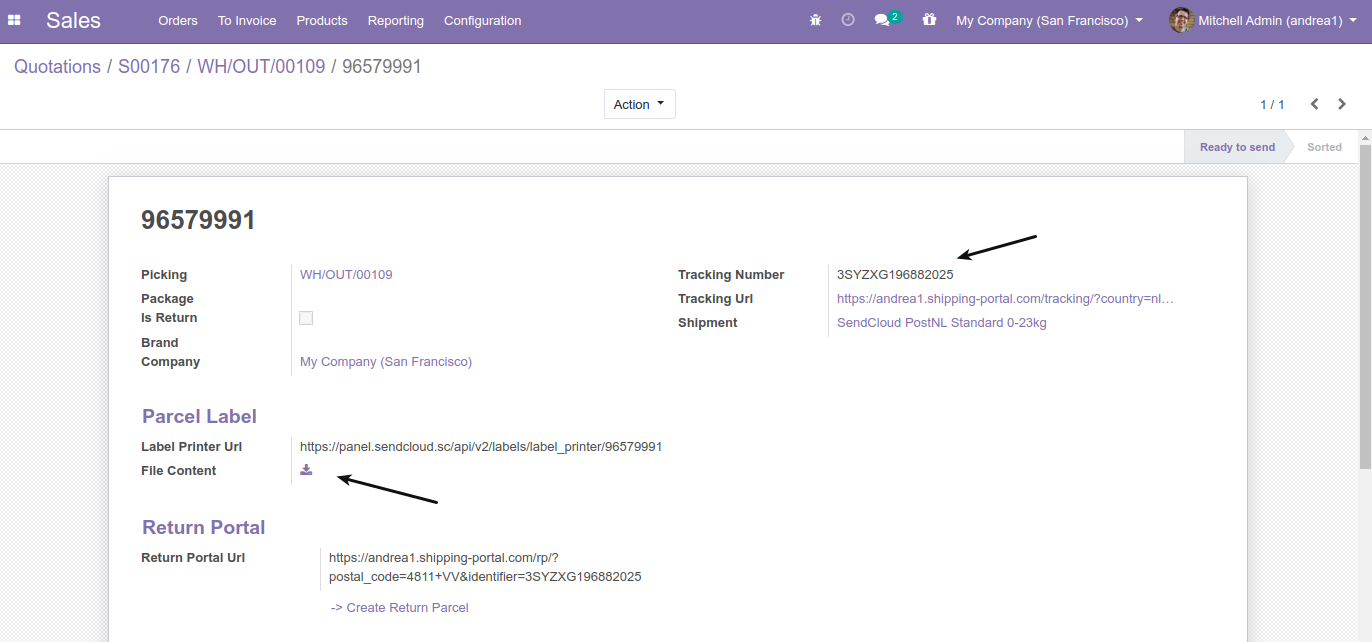 Sales Orders To Invoice Products Reporting Configuration 2 My Company (San Francisco) Mitchell Admin (andrea1)
Quotations / S00176 / WH/OUT/00109 / 96579991
Action 1 / 1
Ready to send Sorted
96579991
Picking WH/OUT/00109
Package
Is Return
Brand
Company My Company (San Francisco)
Tracking Number 3SYZXG196882025
Tracking Url https://andrea1.shipping-portal.com/tracking/?country=nl…
Shipment SendCloud PostNL Standard 0-23kg
Parcel Label
Label Printer Url https://panel.sendcloud.sc/api/v2/labels/label_printer/96579991
File Content
Return Portal
Return Portal Url https://andrea1.shipping-portal.com/rp/?
postal_code=4811+VV&identifier=3SYZXG196882025
-> Create Return Parcel